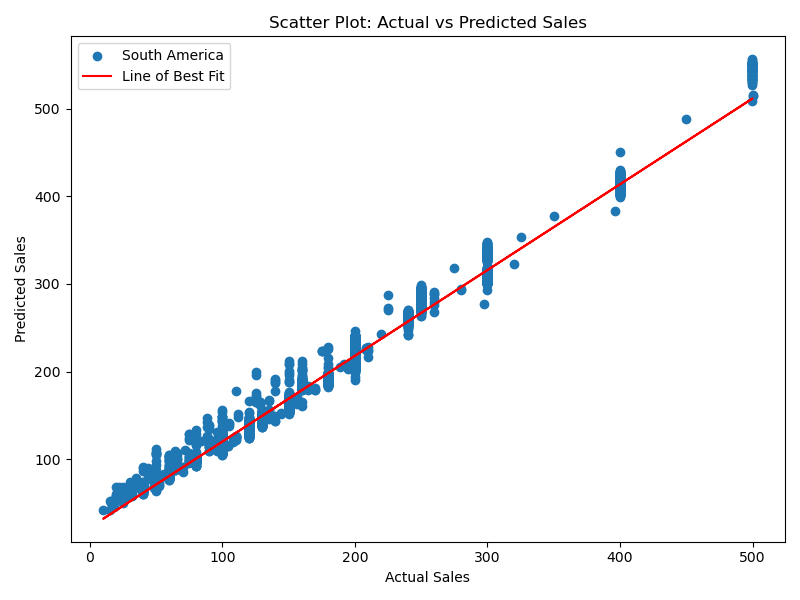 Scatter Plot: Actual vs Predicted Sales
South America
Line of Best Fit
Predicted Sales
500
400
300
200
100
0 100 200 300 400 500
Actual Sales